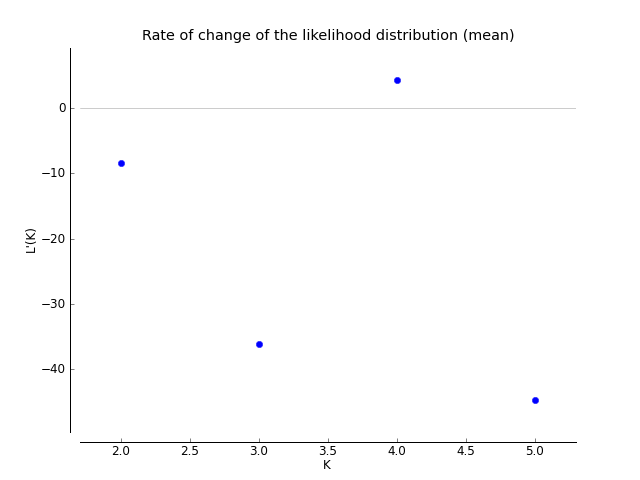 Rate of change of the likelihood distribution (mean)
0
−10
−20
−30
−40
L'(K)
2.0 2.5 3.0 3.5 4.0 4.5 5.0
K